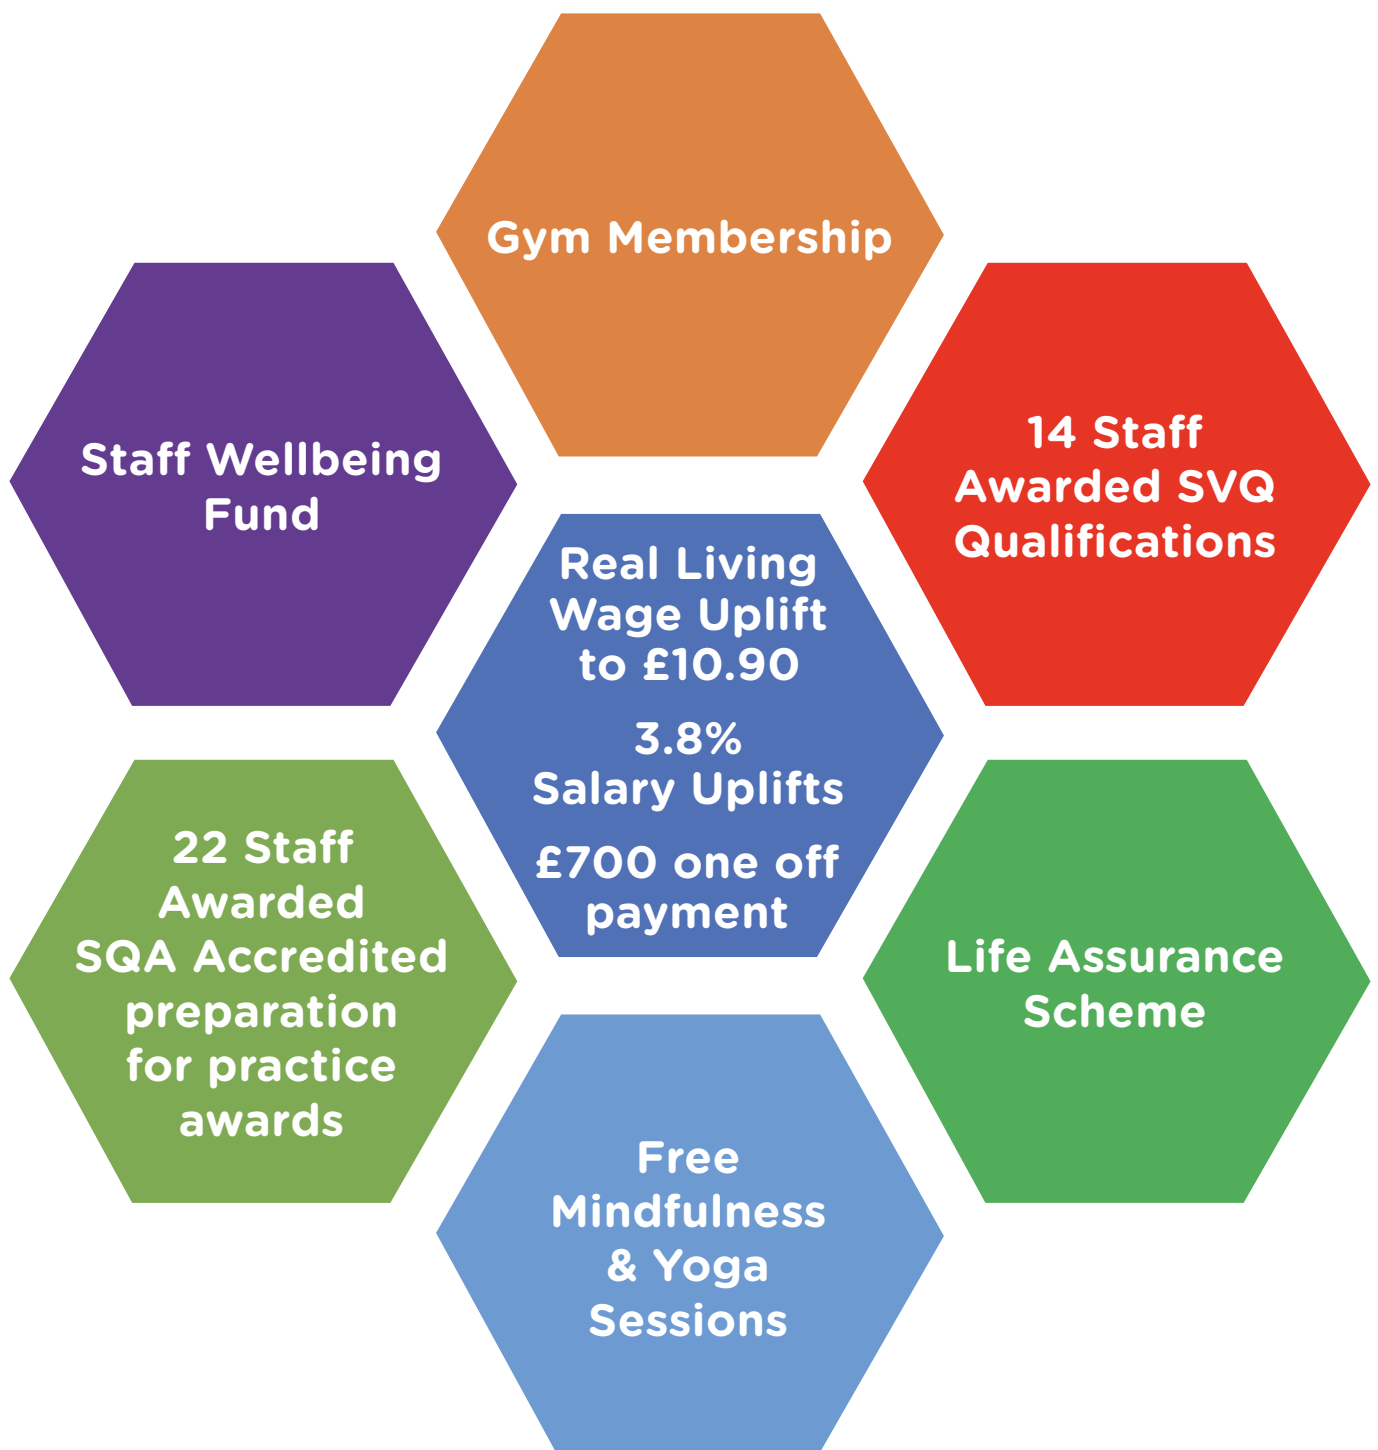 Gym Membership
Staff Wellbeing
Fund
14 Staff
Awarded SVQ
Qualifications
Real Living
Wage Uplift
to £10.90
3.8%
Salary Uplifts
£700 one off
payment
22 Staff
Awarded
SQA Accredited
preparation
for practice
awards
Life Assurance
Scheme
Free
Mindfulness
& Yoga
Sessions